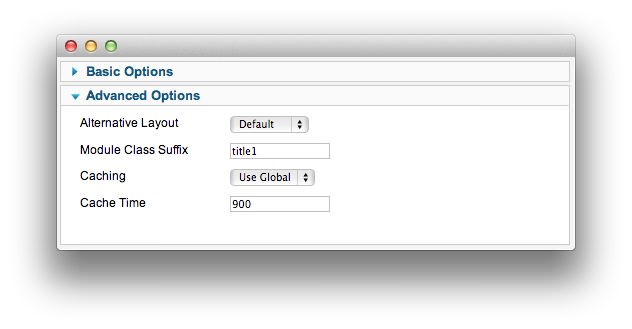 Basic Options
Advanced Options
Alternative Layout Default
Module Class Suffix title1
Caching Use Global
Cache Time 900